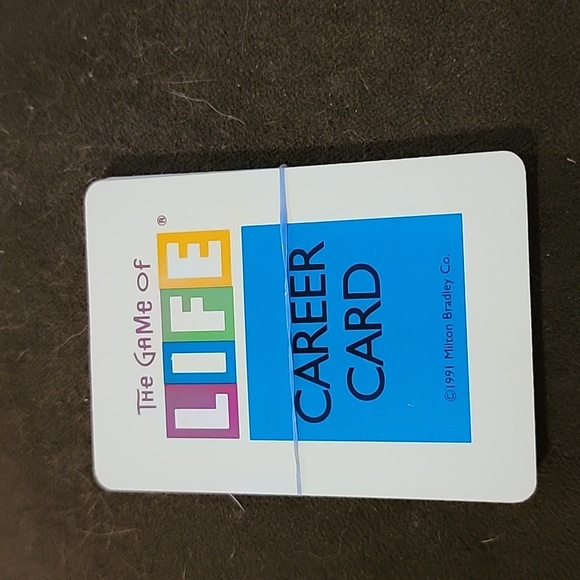 The Game of
LIFE®
CAREER
CARD
©1991 Milton Bradley Co.